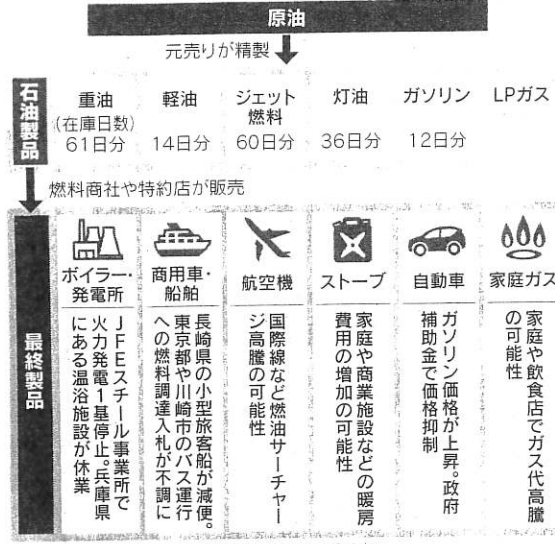 原油
元売りが精製
石油製品
重油
(在庫日数)
61日分
軽油
14日分
ジェット
燃料
60日分
灯油
36日分
ガソリン
12日分
LPガス
燃料商社や特約店が販売
最終製品
ボイラー・
発電所
JFEスチール事業所で
火力発電1基停止。兵庫県
にある温浴施設が休業
商用車・
船舶
長崎県の小型旅客船が減便。
東京都や川崎市のバス運行
への燃料調達入札が不調に
航空機
国際線など燃油サーチャー
ジ高騰の可能性
ストーブ
家庭や商業施設などの暖房
費用の増加の可能性
自動車
ガソリン価格が上昇。政府
補助金で価格抑制
家庭ガス
家庭や飲食店でガス代高騰
の可能性